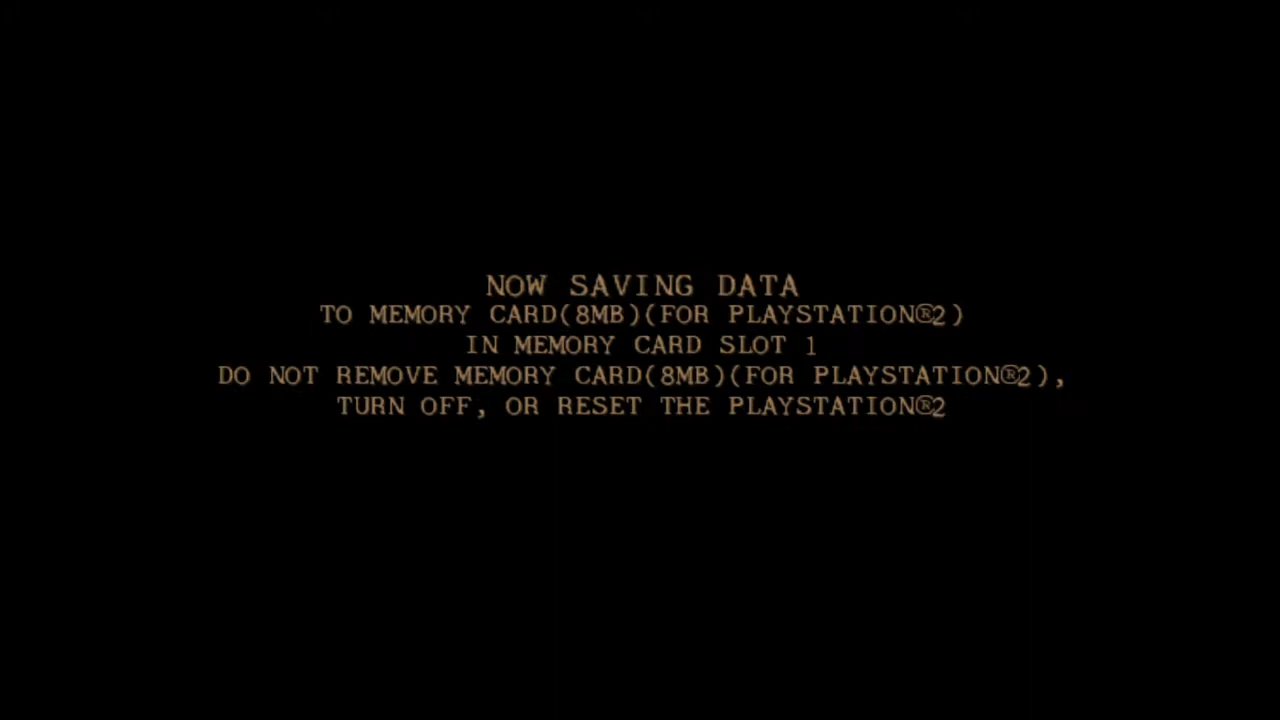 NOW SAVING DATA
TO MEMORY CARD(8MB)(FOR PLAYSTATION®2)
IN MEMORY CARD SLOT 1
DO NOT REMOVE MEMORY CARD(8MB)(FOR PLAYSTATION®2),
TURN OFF, OR RESET THE PLAYSTATION®2